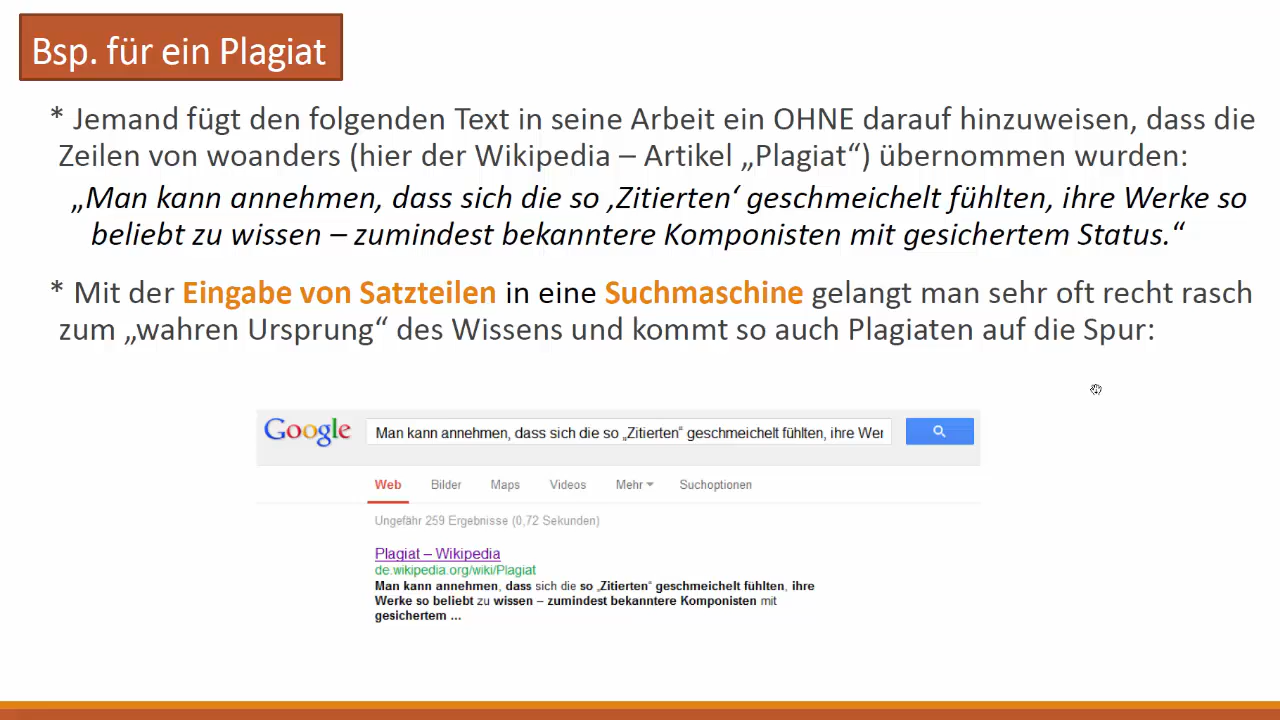 Bsp. für ein Plagiat
* Jemand fügt den folgenden Text in seine Arbeit ein OHNE darauf hinzuweisen, dass die
Zeilen von woanders (hier der Wikipedia – Artikel „Plagiat“) übernommen wurden:
„Man kann annehmen, dass sich die so ‚Zitierten‘ geschmeichelt fühlten, ihre Werke so
beliebt zu wissen – zumindest bekanntere Komponisten mit gesichertem Status.“
* Mit der Eingabe von Satzteilen in eine Suchmaschine gelangt man sehr oft recht rasch
zum „wahren Ursprung“ des Wissens und kommt so auch Plagiaten auf die Spur:
Google Man kann annehmen, dass sich die so „Zitierten“ geschmeichelt fühlten, ihre Wer
Web Bilder Maps Videos Mehr Suchoptionen
Ungefähr 259 Ergebnisse (0,72 Sekunden)
Plagiat – Wikipedia
de.wikipedia.org/wiki/Plagiat
Man kann annehmen, dass sich die so „Zitierten“ geschmeichelt fühlten, ihre
Werke so beliebt zu wissen – zumindest bekanntere Komponisten mit
gesichertem ...